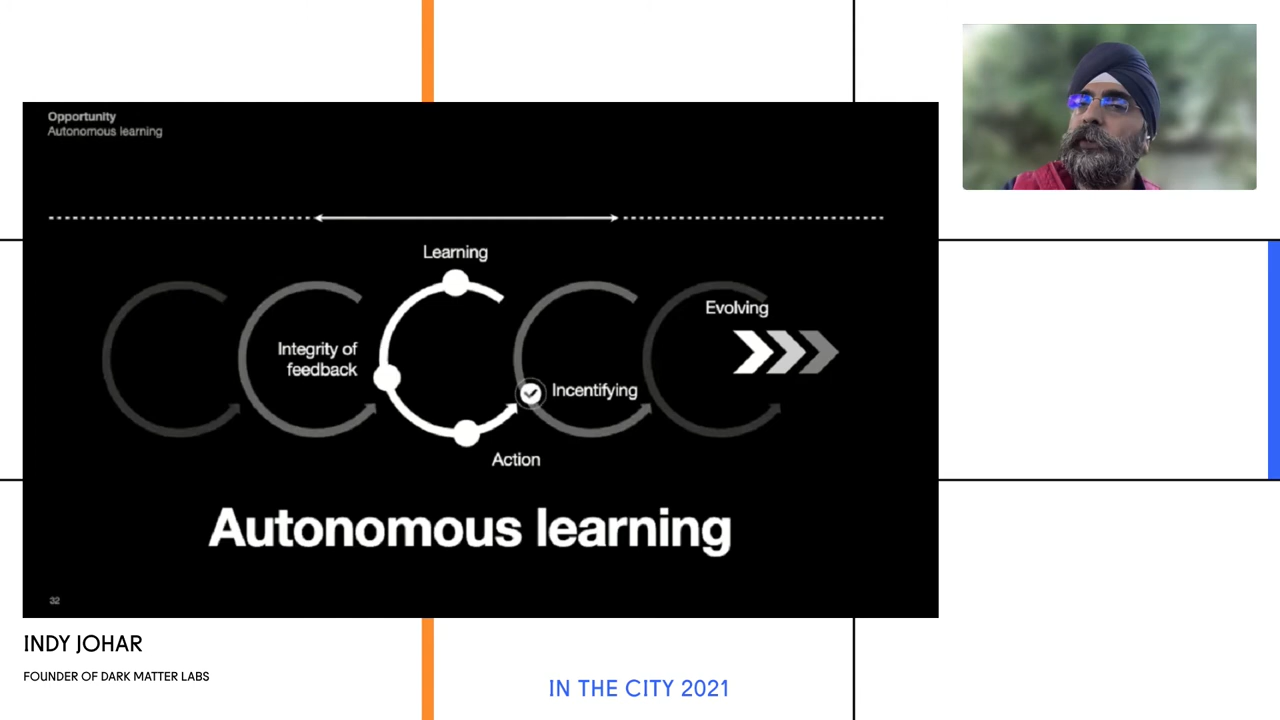 Opportunity
Autonomous learning
Learning
Evolving
Integrity of
feedback
Incentifying
Action
Autonomous learning
32
INDY JOHAR
FOUNDER OF DARK MATTER LABS
IN THE CITY 2021